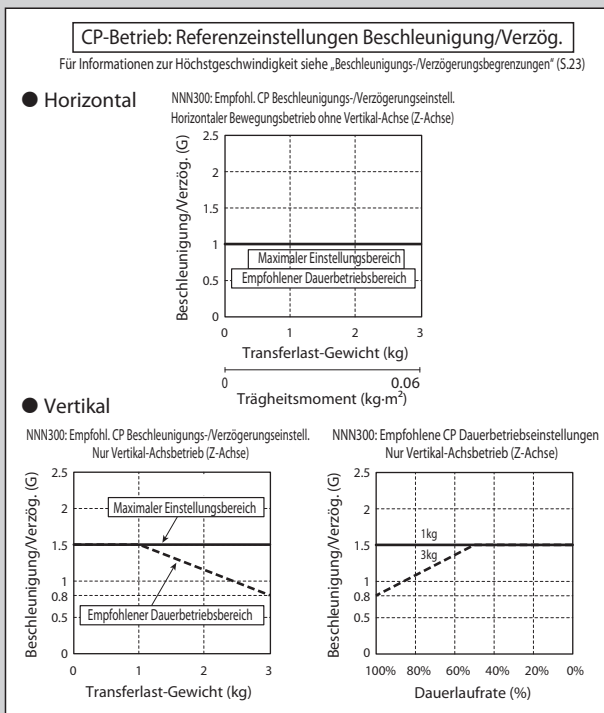 CP-Betrieb: Referenzeinstellungen Beschleunigung/Verzög.
Für Informationen zur Höchstgeschwindigkeit siehe „Beschleunigungs-/Verzögerungsbegrenzungen“ (S.23)
● Horizontal
NNN300: Empfohl. CP Beschleunigungs-/Verzögerungseinstell.
Horizontaler Bewegungsbetrieb ohne Vertikal-Achse (Z-Achse)
Beschleunigung/Verzög. (G)
2.5
2
1.5
1
0.5
0
Maximaler Einstellungsbereich
Empfohlener Dauerbetriebsbereich
0 1 2 3
Transferlast-Gewicht (kg)
0 0.06
Trägheitsmoment (kg·m²)
● Vertikal
NNN300: Empfohl. CP Beschleunigungs-/Verzögerungseinstell.
Nur Vertikal-Achsbetrieb (Z-Achse)
Beschleunigung/Verzög. (G)
2.5
2
1.5
1
0.8
0.5
0
Maximaler Einstellungsbereich
Empfohlener Dauerbetriebsbereich
0 1 2 3
Transferlast-Gewicht (kg)
NNN300: Empfohlene CP Dauerbetriebseinstellungen
Nur Vertikal-Achsbetrieb (Z-Achse)
Beschleunigung/Verzög. (G)
2.5
2
1.5
1
0.8
0.5
0
1kg
3kg
100% 80% 60% 40% 20% 0%
Dauerlaufrate (%)